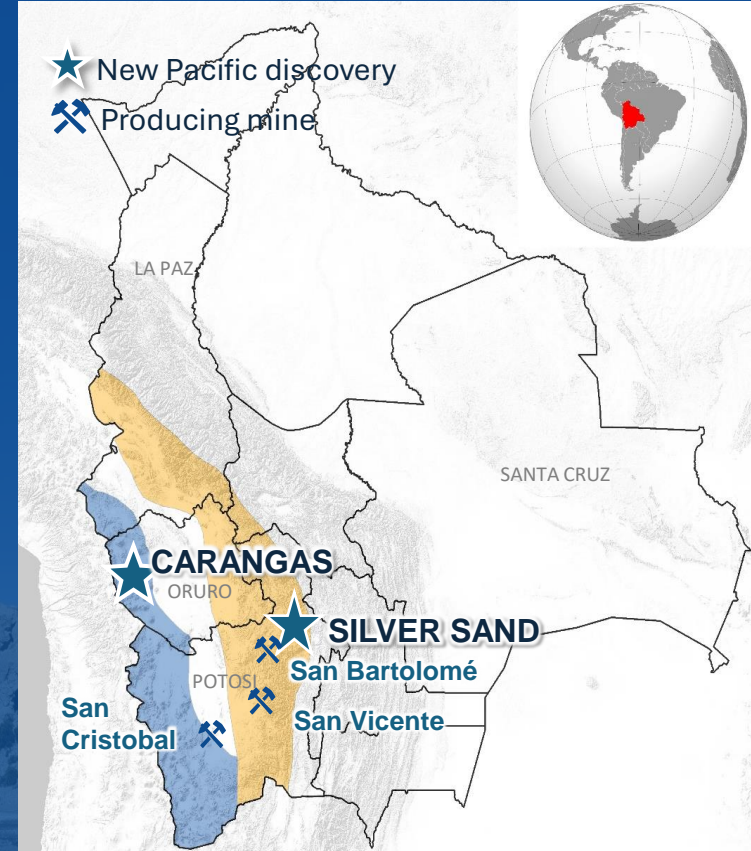 New Pacific discovery
Producing mine
LA PAZ
SANTA CRUZ
CARANGAS
ORURO
SILVER SAND
San Bartolomé
POTOSI
San Vicente
San
Cristobal